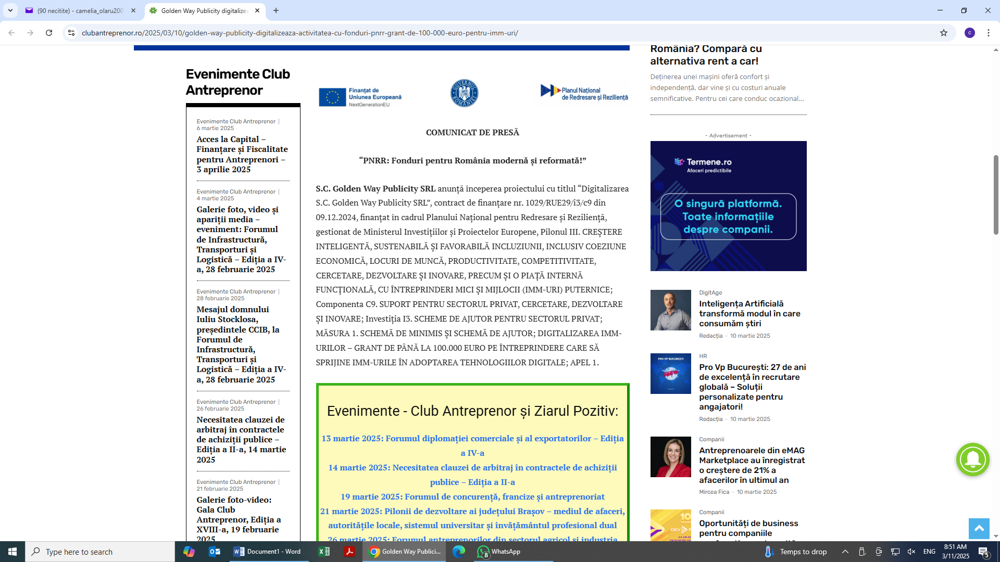 (90 necitite) - camelia_olaru200
Golden Way Publicity digitalizea
clubantreprenor.ro/2025/03/10/golden-way-publicity-digitalizeaza-activitatea-cu-fonduri-pnrr-grant-de-100-000-euro-pentru-imm-uri/
c
Evenimente Club
Antreprenor
Evenimente Club Antreprenor |
6 martie 2025
Acces la Capital –
Finanțare și Fiscalitate
pentru Antreprenori –
3 aprilie 2025
Evenimente Club Antreprenor |
4 martie 2025
Galerie foto, video și
apariții media –
eveniment: Forumul
de Infrastructură,
Transporturi și
Logistică – Ediția a IV-
a, 28 februarie 2025
Evenimente Club Antreprenor |
28 februarie 2025
Mesajul domnului
Iuliu Stocklosa,
președintele CCIB, la
Forumul de
Infrastructură,
Transporturi și
Logistică – Ediția a IV-
a, 28 februarie 2025
Evenimente Club Antreprenor |
26 februarie 2025
Necesitatea clauzei de
arbitraj în contractele
de achiziții publice –
Ediția a II-a, 14 martie
2025
Evenimente Club Antreprenor |
21 februarie 2025
Galerie foto-video:
Gala Club
Antreprenor, Ediția a
XVIII-a, 19 februarie
2025
Finanțat de
Uniunea Europeană
NextGenerationEU
GUVERNUL ROMÂNIEI
Planul Național
de Redresare și Reziliență
COMUNICAT DE PRESĂ
“PNRR: Fonduri pentru România modernă și reformată!”
S.C. Golden Way Publicity SRL anunță începerea proiectului cu titlul “Digitalizarea
S.C. Golden Way Publicity SRL”, contract de finanțare nr. 1029/RUE29/i3/c9 din
09.12.2024, finanțat în cadrul Planului Național pentru Redresare și Reziliență,
gestionat de Ministerul Investițiilor și Proiectelor Europene, Pilonul III. CREȘTERE
INTELIGENTĂ, SUSTENABILĂ ȘI FAVORABILĂ INCLUZIUNII, INCLUSIV COEZIUNE
ECONOMICĂ, LOCURI DE MUNCĂ, PRODUCTIVITATE, COMPETITIVITATE,
CERCETARE, DEZVOLTARE ȘI INOVARE, PRECUM ȘI O PIAȚĂ INTERNĂ
FUNCȚIONALĂ, CU ÎNTREPRINDERI MICI ȘI MIJLOCII (IMM-URI) PUTERNICE;
Componenta C9. SUPORT PENTRU SECTORUL PRIVAT, CERCETARE, DEZVOLTARE
ȘI INOVARE; Investiția I3. SCHEME DE AJUTOR PENTRU SECTORUL PRIVAT;
MĂSURA 1. SCHEMĂ DE MINIMIS ȘI SCHEMĂ DE AJUTOR; DIGITALIZAREA IMM-
URILOR – GRANT DE PÂNĂ LA 100.000 EURO PE ÎNTREPRINDERE CARE SĂ
SPRIJINE IMM-URILE ÎN ADOPTAREA TEHNOLOGIILOR DIGITALE; APEL 1.
Evenimente - Club Antreprenor și Ziarul Pozitiv:
13 martie 2025: Forumul diplomației comerciale și al exportatorilor – Ediția
a IV-a
14 martie 2025: Necesitatea clauzei de arbitraj în contractele de achiziții
publice – Ediția a II-a
19 martie 2025: Forumul de concurență, francize și antreprenoriat
21 martie 2025: Pilonii de dezvoltare ai județului Brașov – mediul de afaceri,
autoritățile locale, sistemul universitar și învățământul profesional dual
26 martie 2025: Forumul antreprenorilor din sectorul agricol și industria
România? Compară cu
alternativa rent a car!
Deținerea unei mașini oferă confort și
independență, dar vine și cu costuri anuale
semnificative. Pentru cei care conduc ocazional...
- Advertisement -
Termene.ro
Afaceri predictibile
O singură platformă.
Toate informațiile
despre companii.
DigitAge
Inteligența Artificială
transformă modul în care
consumăm știri
Redacția - 10 martie 2025
PRO VP BUCUREȘTI
HR
Pro Vp București: 27 de ani
de excelență în recrutare
globală – Soluții
personalizate pentru
angajatori!
Redacția - 10 martie 2025
Companii
Antreprenoarele din eMAG
Marketplace au înregistrat
o creștere de 21% a
afacerilor în ultimul an
Mircea Fica - 10 martie 2025
Companii
Oportunități de business
pentru companiile
Type here to search
Document1 - Word
Golden Way Publici...
8
WhatsApp
Temps to drop
ENG
8:51 AM
3/11/2025
5